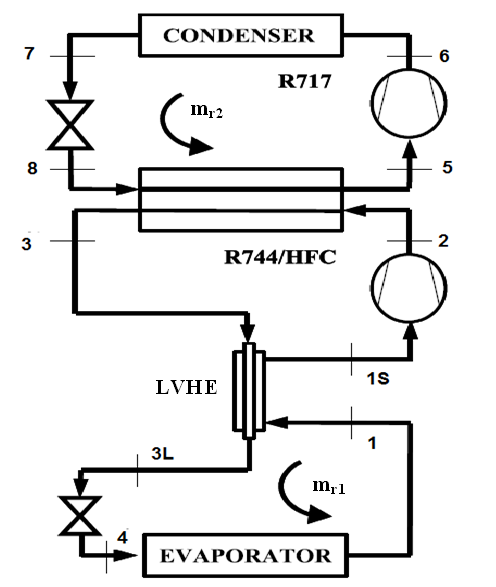 CONDENSER
7
6
R717
mr2
8
5
3
2
R744/HFC
LVHE
1S
1
3L
mr1
4
EVAPORATOR